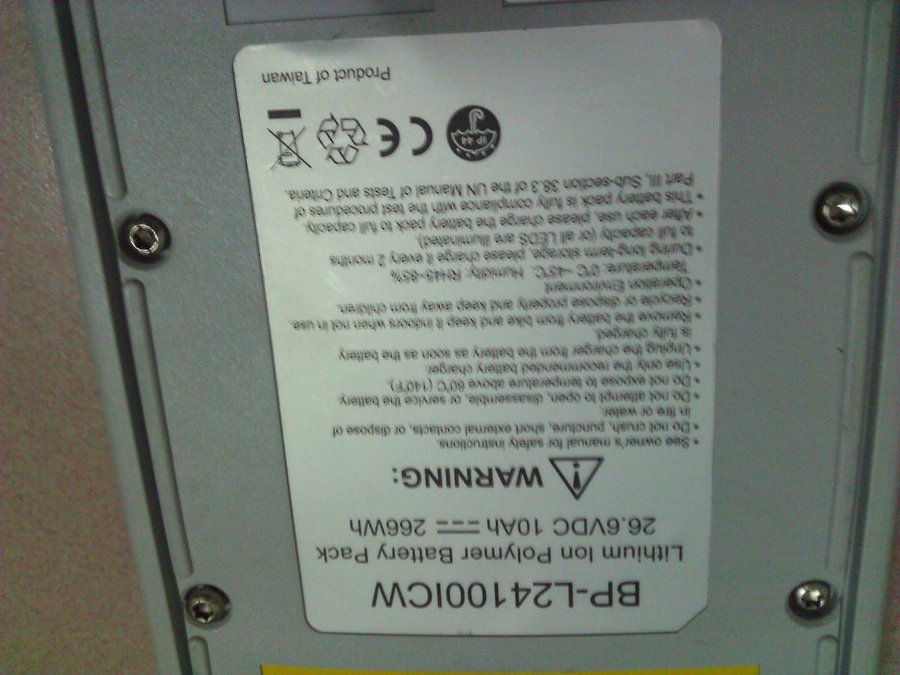 BP-L24100ICW
Lithium Ion Polymer Battery Pack
26.6VDC 10Ah 266Wh
WARNING:
• See owner's manual for safety instructions.
• Do not crush, puncture, short external contacts, or dispose of
in fire or water.
• Do not attempt to open, disassemble, or service the battery.
• Do not expose to temperature above 60°C (140°F).
• Use only the recommended battery charger.
• Unplug the charger from the battery as soon as the battery
is fully charged.
• Remove the battery from bike and keep it indoors when not in use.
• Recycle or dispose properly and keep away from children.
• Operation Environment
Temperature: 0°C ~45°C, Humidity: RH45~85%
• During long-term storage, please charge it every 2 months
to full capacity (or all LEDS are illuminated).
• After each use, please charge the battery pack to full capacity.
• This battery pack is fully compliance with the test procedures of
Part III, Sub-section 38.3 of the UN Manual of Tests and Criteria.
IP 44
CE
Product of Taiwan